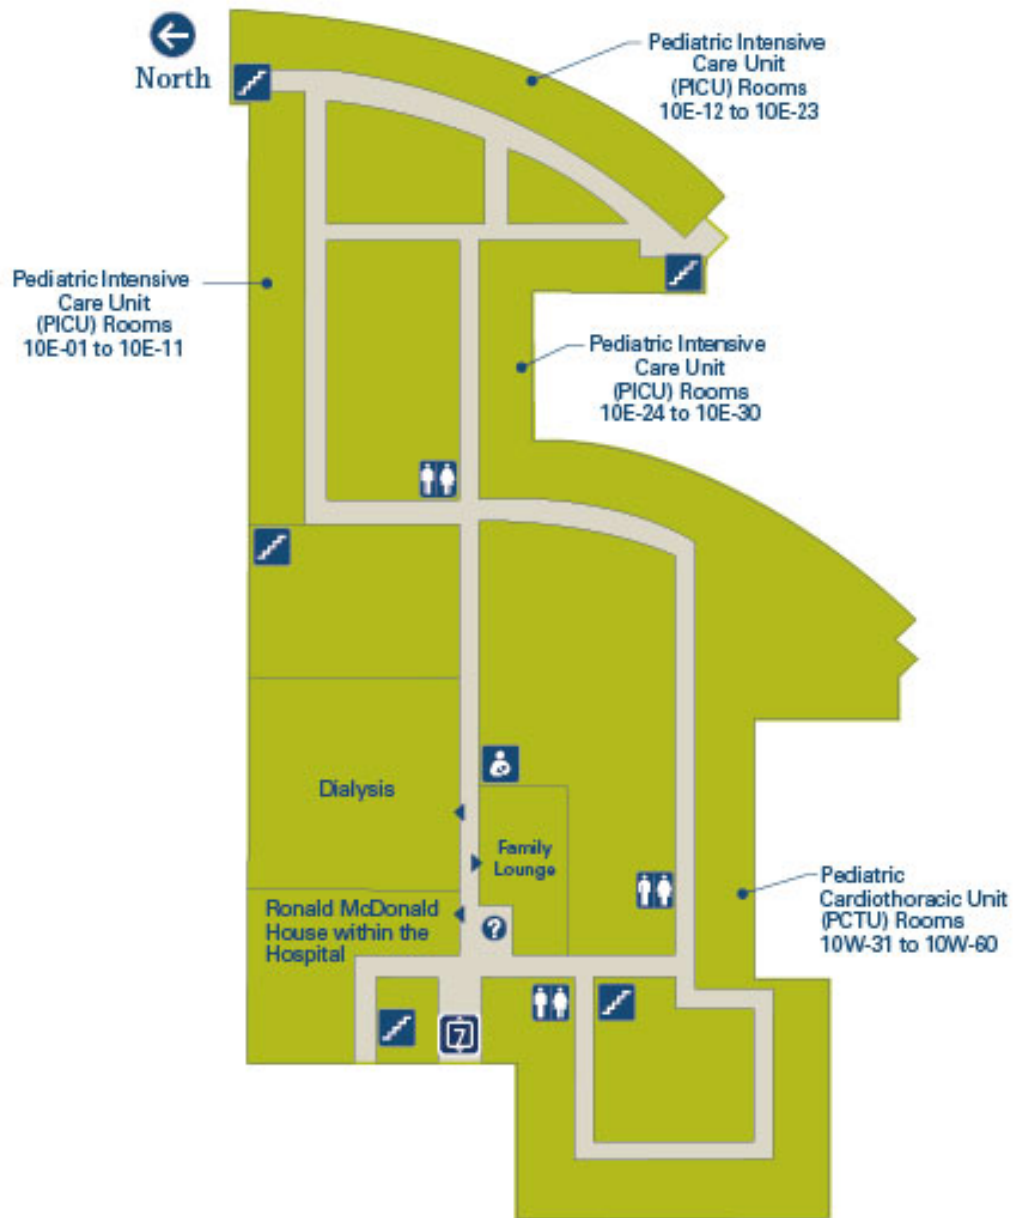 North
Pediatric Intensive
Care Unit
(PICU) Rooms
10E-12 to 10E-23
Pediatric Intensive
Care Unit
(PICU) Rooms
10E-01 to 10E-11
Pediatric Intensive
Care Unit
(PICU) Rooms
10E-24 to 10E-30
Dialysis
Family
Lounge
Pediatric
Cardiothoracic Unit
(PCTU) Rooms
10W-31 to 10W-60
Ronald McDonald
House within the
Hospital
?
7